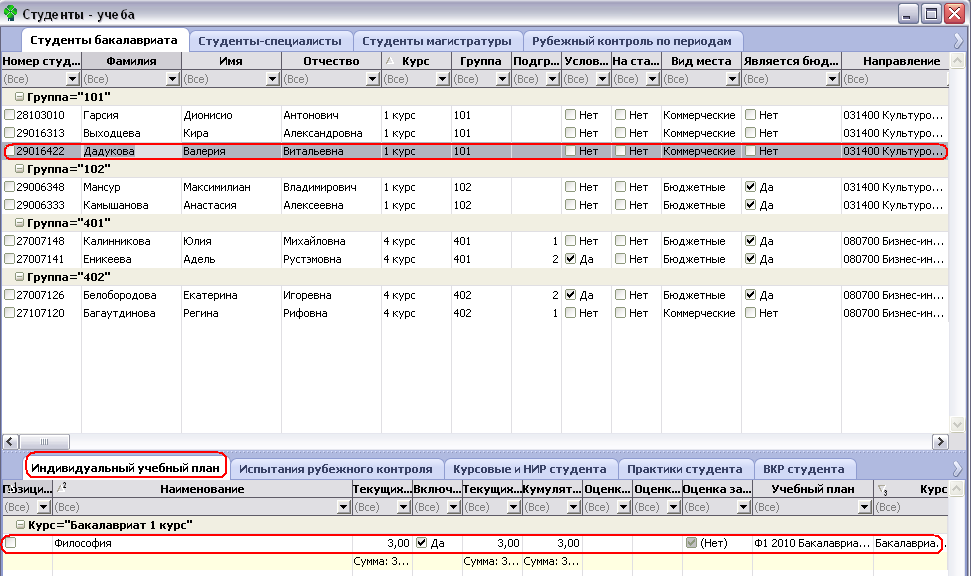 Студенты - учеба
Студенты бакалавриата Студенты-специалисты Студенты магистратуры Рубежный контроль по периодам
Номер студ... Фамилия Имя Отчество Курс Группа Подгр... Услов... На ста... Вид места Является бюд... Направление
(Все) (Все) (Все) (Все) (Все) (Все) (Все) (Все) (Все) (Все) (Все) (Все)
Группа="101"
28103010 Гарсия Дионисио Антонович 1 курс 101 Нет Нет Коммерческие Нет 031400 Культуро...
29016313 Выходцева Кира Александровна 1 курс 101 Нет Нет Коммерческие Нет 031400 Культуро...
29016422 Дадукова Валерия Витальевна 1 курс 101 Нет Нет Коммерческие Нет 031400 Культуро...
Группа="102"
29006348 Мансур Максимилиан Владимирович 1 курс 102 Нет Нет Бюджетные Да 031400 Культуро...
29006333 Камышанова Анастасия Алексеевна 1 курс 102 Нет Нет Бюджетные Да 031400 Культуро...
Группа="401"
27007148 Калинникова Юлия Михайловна 4 курс 401 1 Нет Нет Бюджетные Да 080700 Бизнес-ин...
27007141 Еникеева Адель Рустэмовна 4 курс 401 2 Да Нет Бюджетные Да 080700 Бизнес-ин...
Группа="402"
27007126 Белобородова Екатерина Игоревна 4 курс 402 2 Да Нет Бюджетные Да 080700 Бизнес-ин...
27107120 Багаутдинова Регина Рифовна 4 курс 402 1 Нет Нет Коммерческие Нет 080700 Бизнес-ин...
Индивидуальный учебный план Испытания рубежного контроля Курсовые и НИР студента Практики студента ВКР студента
Позици... 2 Наименование Текущих... Включ... Текущих... Кумулят... Оценк... Оценк... Оценка за... Учебный план 3 Курс
(Все) (Все) (Все) (Все) (Все) (Все) (Все) (Все) (Все) (Все) (Все)
Курс="Бакалавриат 1 курс"
Философия 3,00 Да 3,00 3,00 (Нет) Ф1 2010 Бакалавриа... Бакалавриа...
Сумма: 3... Сумма: 3... Сумма: 3...